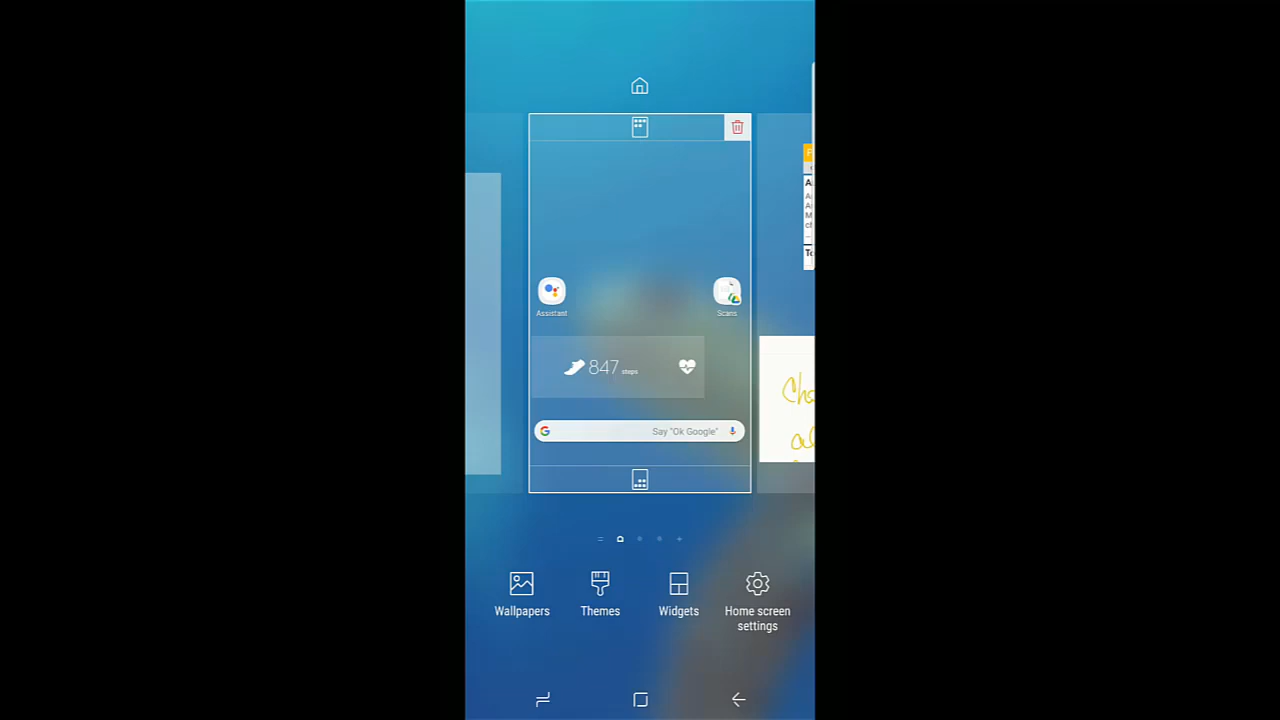 Assistant
Scans
847 steps
Say "Ok Google"
Wallpapers
Themes
Widgets
Home screen
settings